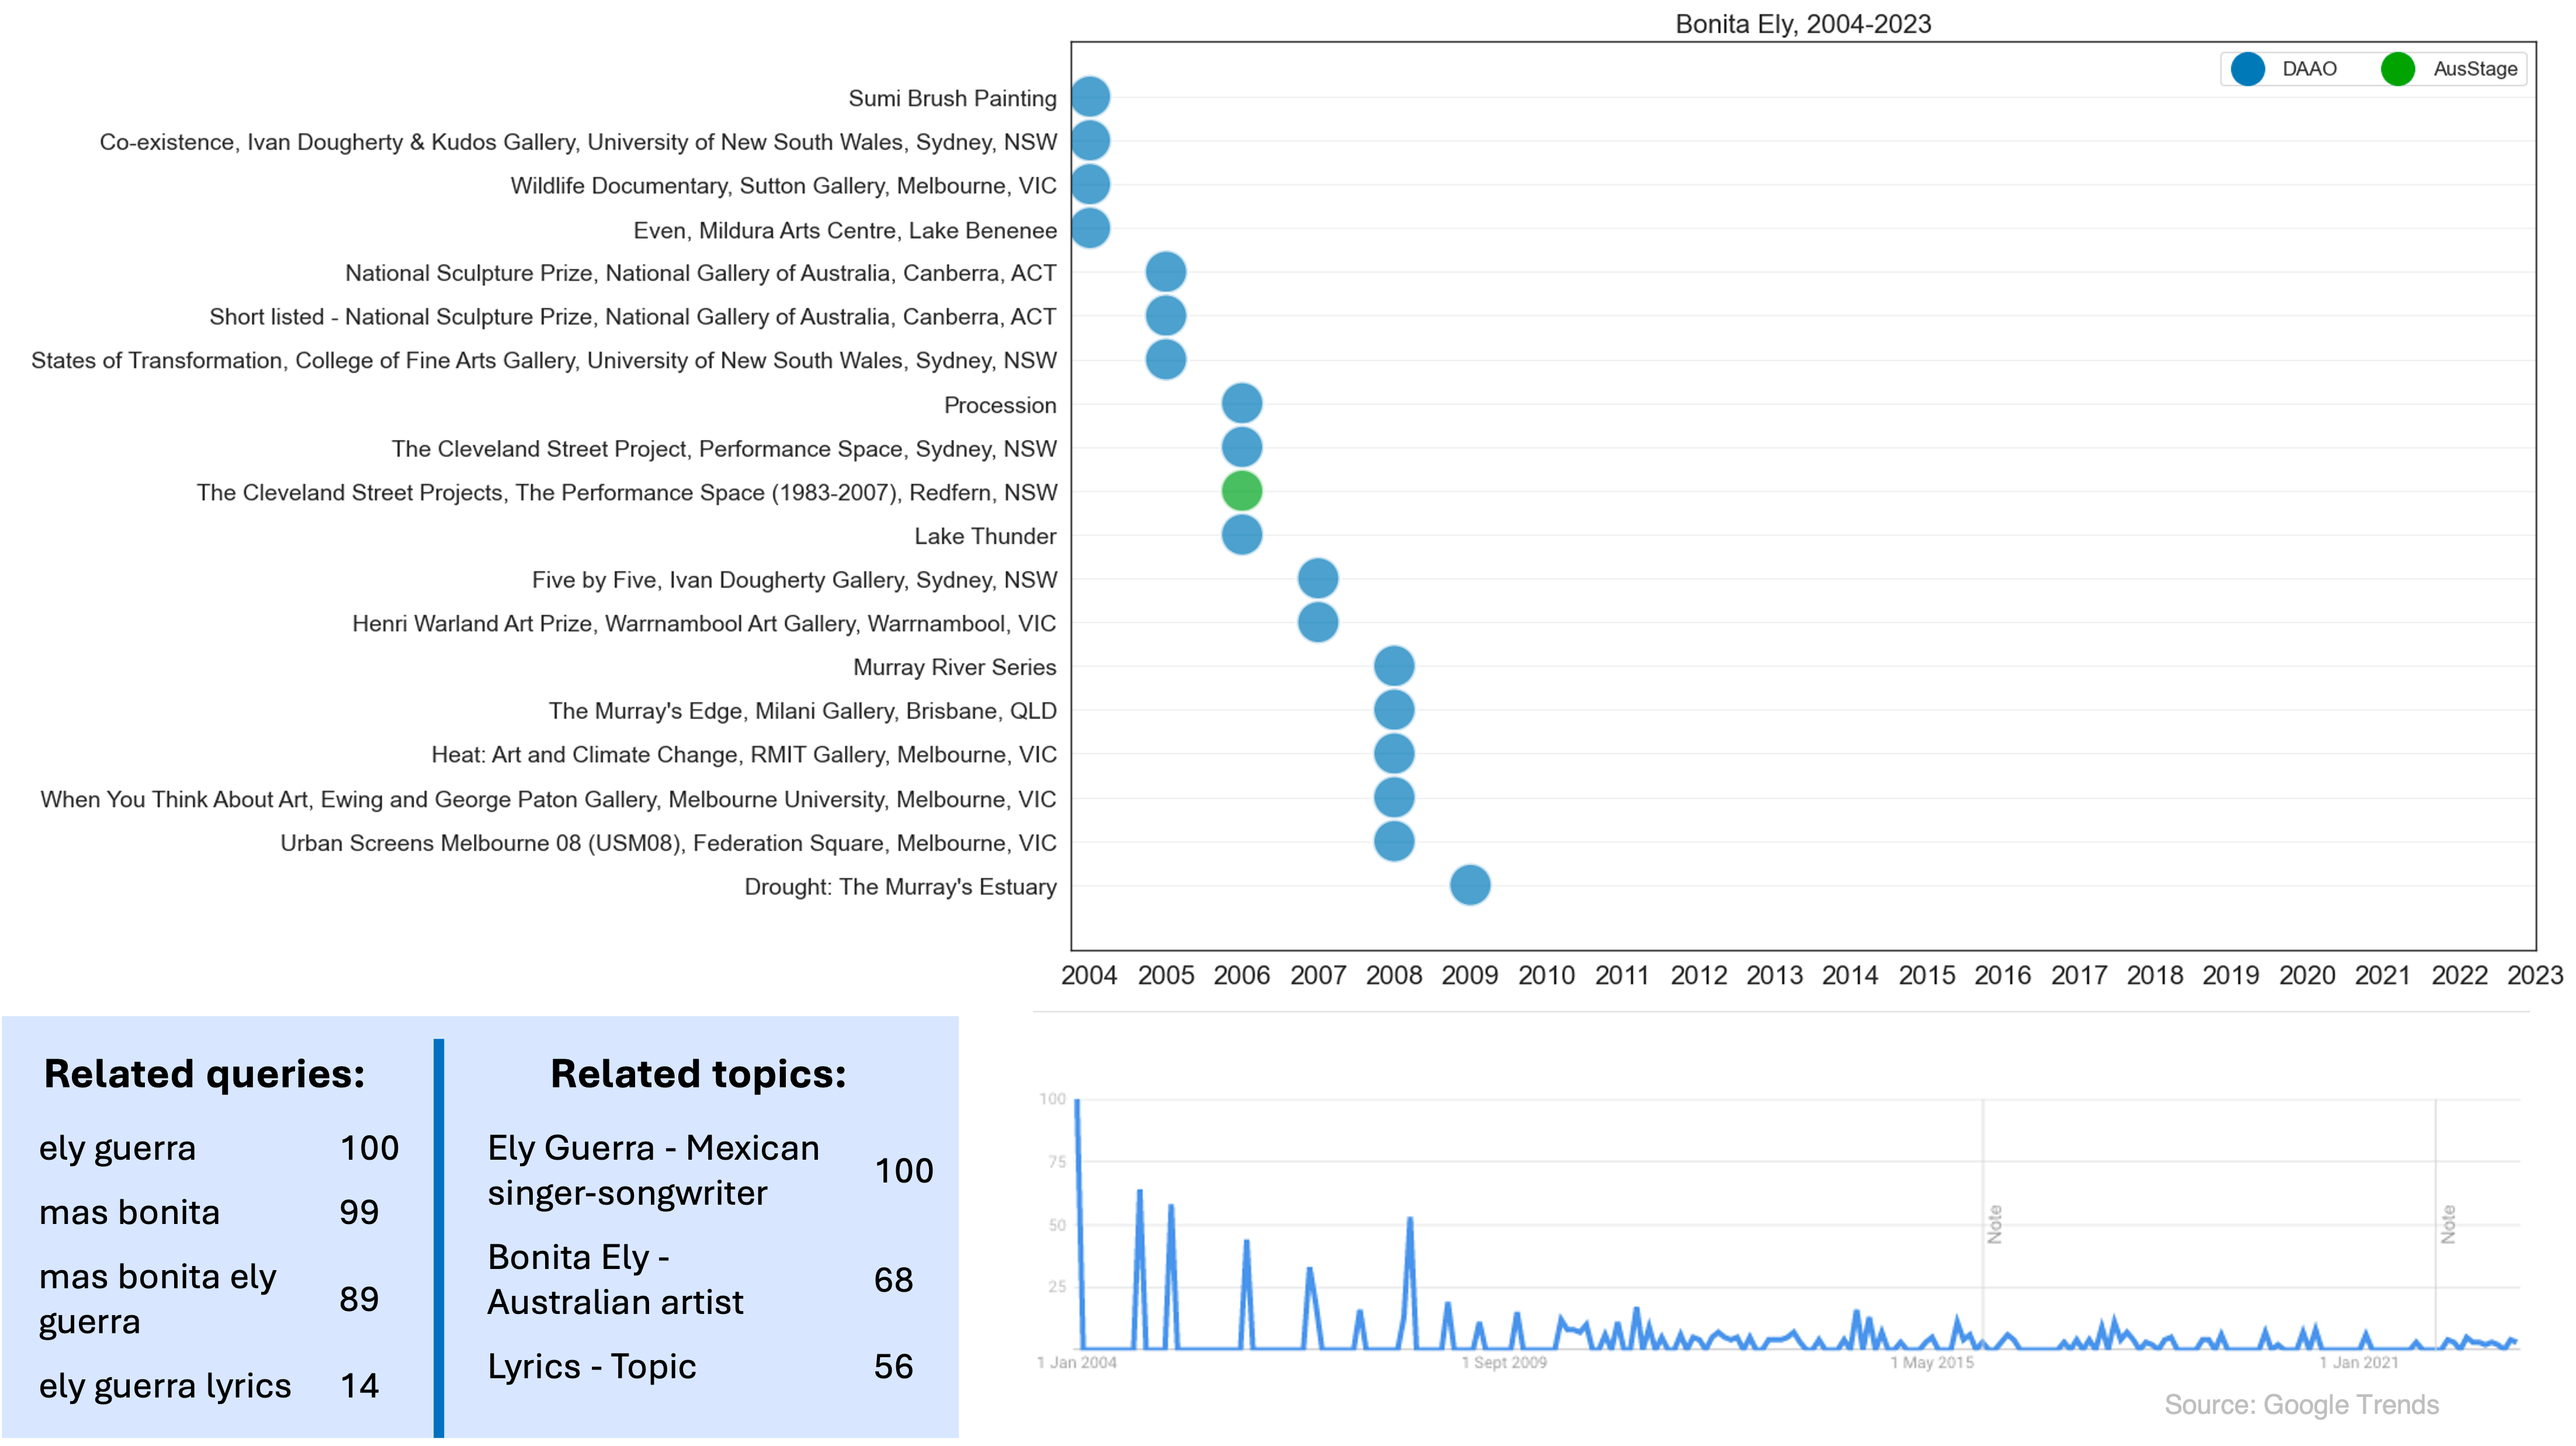 Bonita Ely, 2004-2023
DAAO
AusStage
Sumi Brush Painting
Co-existence, Ivan Dougherty & Kudos Gallery, University of New South Wales, Sydney, NSW
Wildlife Documentary, Sutton Gallery, Melbourne, VIC
Even, Mildura Arts Centre, Lake Benenee
National Sculpture Prize, National Gallery of Australia, Canberra, ACT
Short listed - National Sculpture Prize, National Gallery of Australia, Canberra, ACT
States of Transformation, College of Fine Arts Gallery, University of New South Wales, Sydney, NSW
Procession
The Cleveland Street Project, Performance Space, Sydney, NSW
The Cleveland Street Projects, The Performance Space (1983-2007), Redfern, NSW
Lake Thunder
Five by Five, Ivan Dougherty Gallery, Sydney, NSW
Henri Warland Art Prize, Warrnambool Art Gallery, Warrnambool, VIC
Murray River Series
The Murray's Edge, Milani Gallery, Brisbane, QLD
Heat: Art and Climate Change, RMIT Gallery, Melbourne, VIC
When You Think About Art, Ewing and George Paton Gallery, Melbourne University, Melbourne, VIC
Urban Screens Melbourne 08 (USM08), Federation Square, Melbourne, VIC
Drought: The Murray's Estuary
2004 2005 2006 2007 2008 2009 2010 2011 2012 2013 2014 2015 2016 2017 2018 2019 2020 2021 2022 2023
Related queries:
ely guerra 100
mas bonita 99
mas bonita ely
guerra 89
ely guerra lyrics 14
Related topics:
Ely Guerra - Mexican
singer-songwriter 100
Bonita Ely -
Australian artist 68
Lyrics - Topic 56
100
75
50
25
Note
Note
1 Jan 2004 1 Sept 2009 1 May 2015 1 Jan 2021
Source: Google Trends